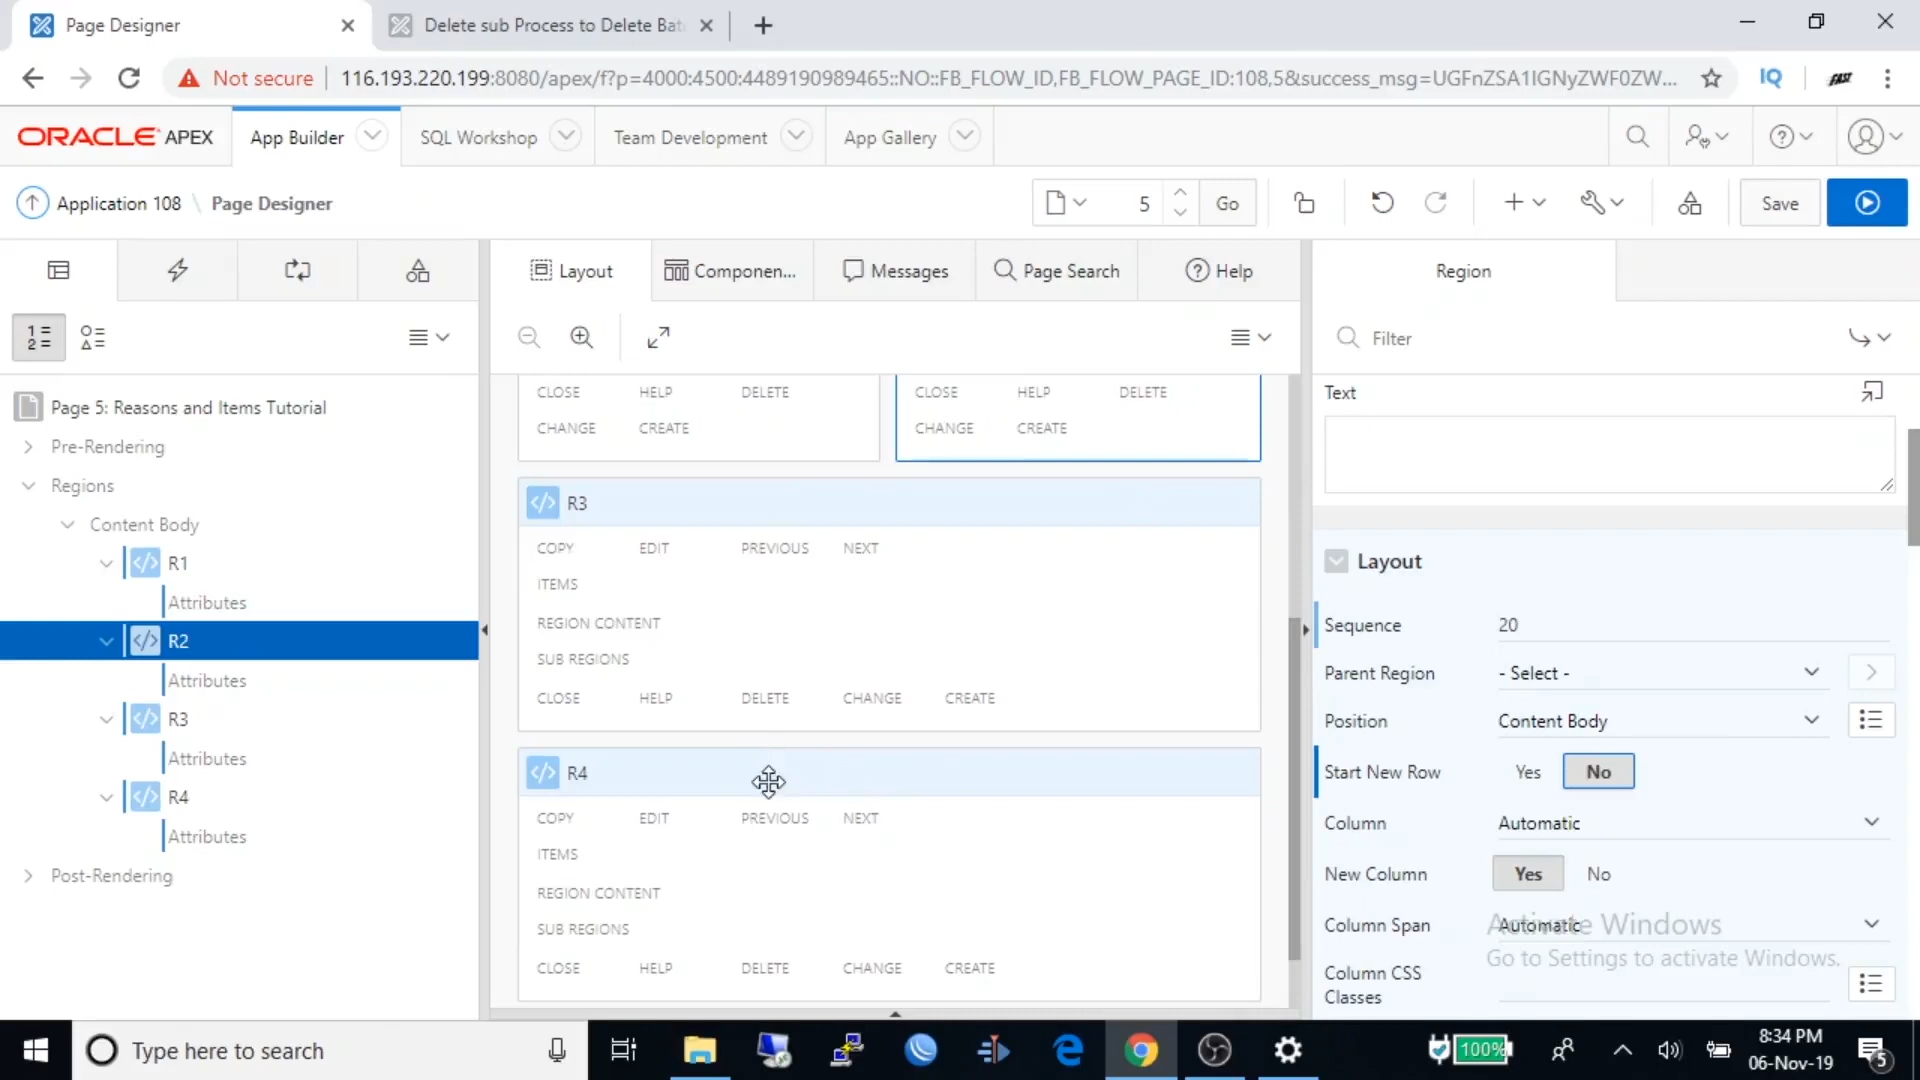 Page Designer
Delete sub Process to Delete Bat
Not secure
116.193.220.199:8080/apex/f?p=4000:4500:4489190989465::NO::FB_FLOW_ID,FB_FLOW_PAGE_ID:108,5&success_msg=UGFnZSA1IGNyZWF0ZW...
IQ
FAST
ORACLE APEX
App Builder
SQL Workshop
Team Development
App Gallery
Application 108 \ Page Designer
5
Go
Save
Layout
Componen...
Messages
Page Search
Help
Region
Filter
Page 5: Reasons and Items Tutorial
Pre-Rendering
Regions
Content Body
R1
Attributes
R2
Attributes
R3
Attributes
R4
Attributes
Post-Rendering
CLOSE HELP DELETE
CHANGE CREATE
CLOSE HELP DELETE
CHANGE CREATE
R3
COPY EDIT PREVIOUS NEXT
ITEMS
REGION CONTENT
SUB REGIONS
CLOSE HELP DELETE CHANGE CREATE
R4
COPY EDIT PREVIOUS NEXT
ITEMS
REGION CONTENT
SUB REGIONS
CLOSE HELP DELETE CHANGE CREATE
Text
Layout
Sequence 20
Parent Region - Select -
Position Content Body
Start New Row Yes No
Column Automatic
New Column Yes No
Column Span Automatic
Column CSS
Classes
Activate Windows
Go to Settings to activate Windows.
Type here to search
100%
8:34 PM
06-Nov-19
5